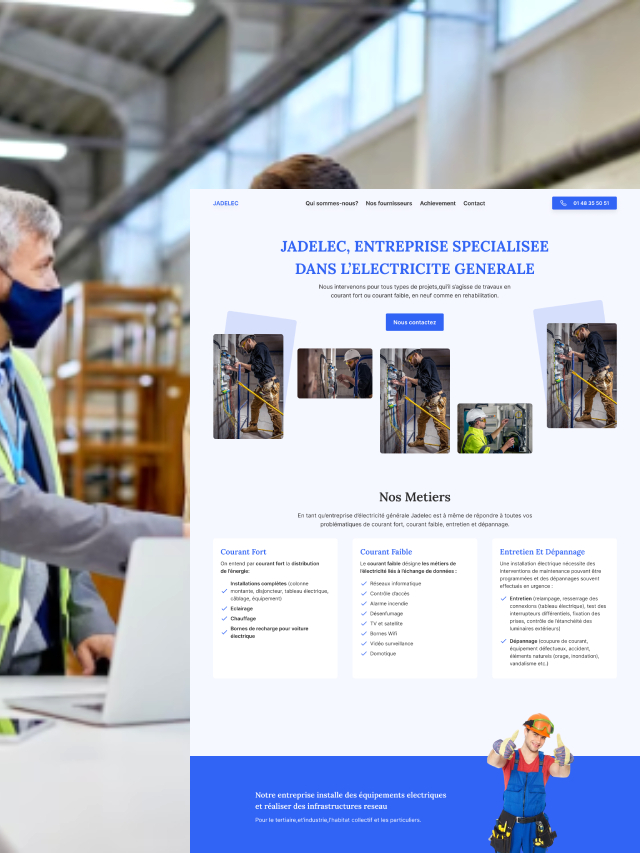 JADELEC
Qui sommes-nous? Nos fournisseurs Achievement Contact
01 48 35 50 51
JADELEC, ENTREPRISE SPECIALISEE
DANS L'ELECTRICITE GENERALE
Nous intervenons pour tous types de projets,qu'il s'agisse de travaux en
courant fort ou courant faible, en neuf comme en rehabilitation.
Nous contactez
Nos Metiers
En tant qu'entreprise d'électricité générale Jadelec est à même de répondre à toutes vos
problématiques de courant fort, courant faible, entretien et dépannage.
Courant Fort
On entend par courant fort la distribution
de l'énergie:
Installations complètes (colonne
montante, disjoncteur, tableau électrique,
câblage, équipement)
Eclairage
Chauffage
Bornes de recharge pour voiture
électrique
Courant Faible
Le courant faible désigne les métiers de
l'électricité liés à l'échange de données :
Réseaux informatique
Contrôle d'accès
Alarme incendie
Désenfumage
TV et satellite
Bornes Wifi
Vidéo surveillance
Domotique
Entretien Et Dépannage
Une installation électrique nécessite des
interventions de maintenance pouvant être
programmées et des dépannages souvent
effectués en urgence :
Entretien (relampage, resserrage des
connexions (tableau électrique), test des
interrupteurs différentiels, fixation des
prises, contrôle de l'étanchéité des
luminaires extérieurs)
Dépannage (coupure de courant,
équipement défectueux, accident,
éléments naturels (orage, inondation),
vandalisme etc.)
Notre entreprise installe des équipements electriques
et réaliser des infrastructures reseau
Pour le tertiaire,et'industrie,l'habitat collectif et les particuliers.